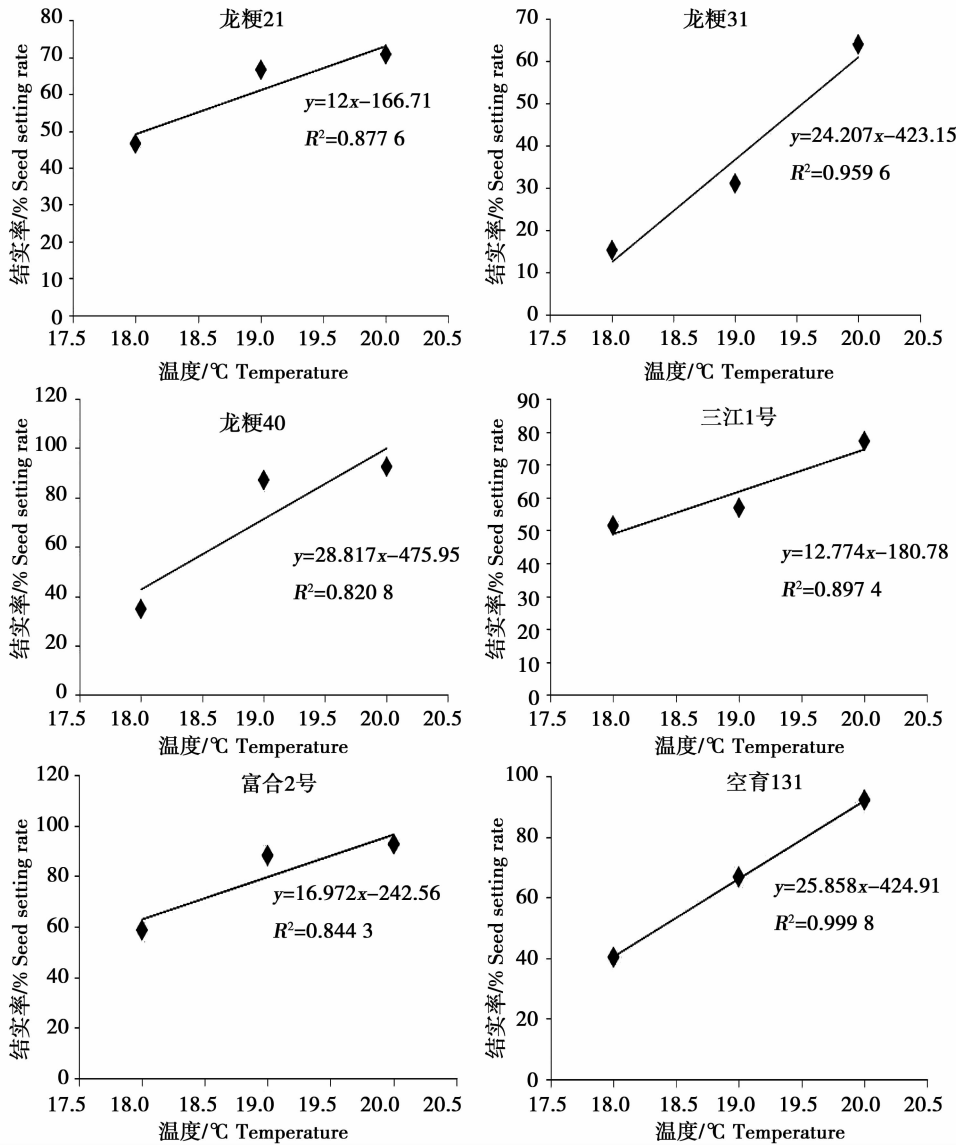 龙粳21
80
70
60
50
40
30
20
10
0
结实率/% Seed setting rate
y=12x−166.71
R²=0.877 6
17.5 18.0 18.5 19.0 19.5 20.0 20.5
温度/℃ Temperature
龙粳31
70
60
50
40
30
20
10
0
结实率/% Seed setting rate
y=24.207x−423.15
R²=0.959 6
17.5 18.0 18.5 19.0 19.5 20.0 20.5
温度/℃ Temperature
龙粳40
120
100
80
60
40
20
0
结实率/% Seed setting rate
y=28.817x−475.95
R²=0.820 8
17.5 18.0 18.5 19.0 19.5 20.0 20.5
温度/℃ Temperature
三江1号
90
80
70
60
50
40
30
20
10
0
结实率/% Seed setting rate
y=12.774x−180.78
R²=0.897 4
17.5 18.0 18.5 19.0 19.5 20.0 20.5
温度/℃ Temperature
富合2号
120
100
80
60
40
20
0
结实率/% Seed setting rate
y=16.972x−242.56
R²=0.844 3
17.5 18.0 18.5 19.0 19.5 20.0 20.5
温度/℃ Temperature
空育131
100
80
60
40
20
0
结实率/% Seed setting rate
y=25.858x−424.91
R²=0.999 8
17.5 18.0 18.5 19.0 19.5 20.0 20.5
温度/℃ Temperature